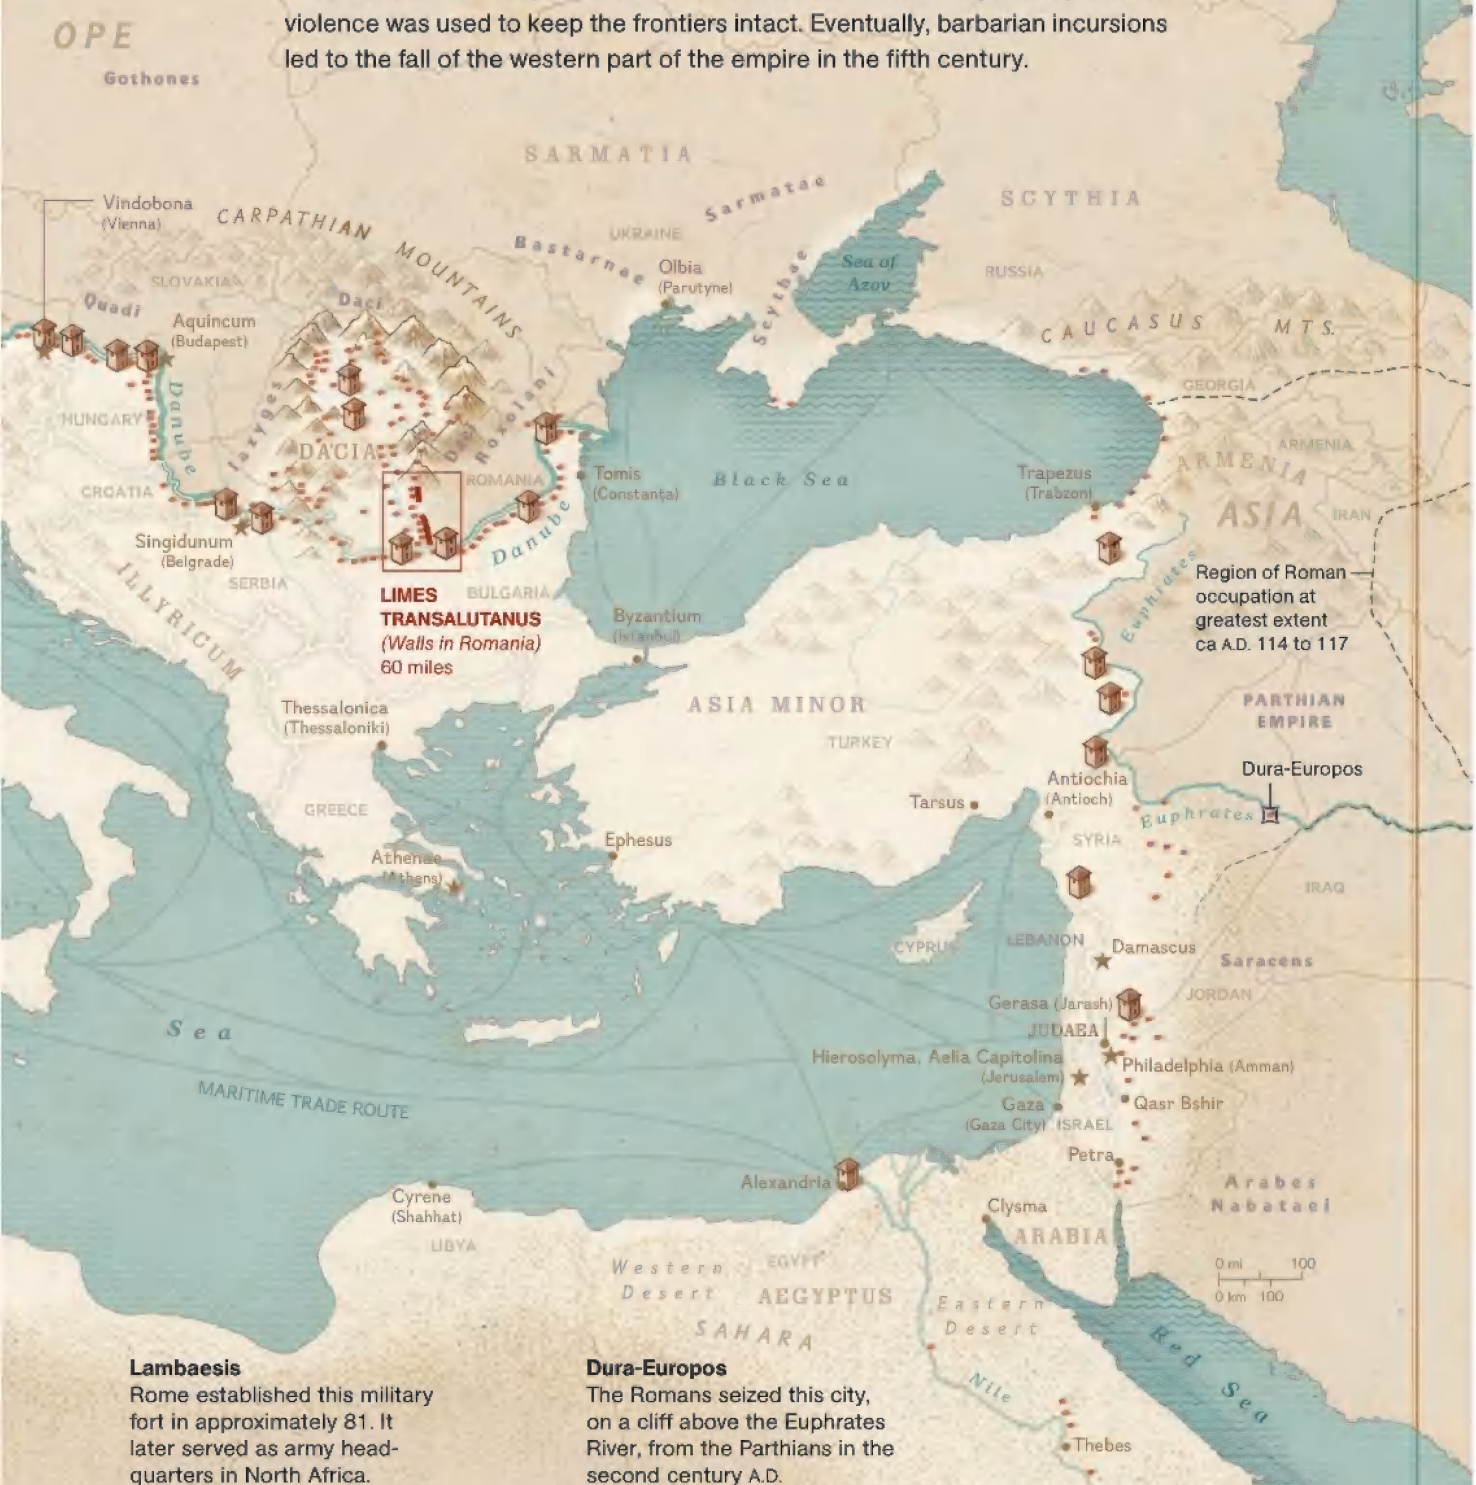 violence was used to keep the frontiers intact. Eventually, barbarian incursions
led to the fall of the western part of the empire in the fifth century.
OPE
Gothones
SARMATIA
Sarmatae
SCYTHIA
Vindobona
(Vienna)
CARPATHIAN MOUNTAINS
UKRAINE
Bastarnae
Olbia
(Parutyne)
Scythae
Sea of
Azov
RUSSIA
SLOVAKIA
Quadi
Daci
Aquincum
(Budapest)
CAUCASUS MTS.
GEORGIA
HUNGARY
Danube
Iazyges
DACIA
Roxolani
ARMENIA
ARMENIA
CROATIA
ROMANIA
Tomis
(Constanţa)
Black Sea
Trapezus
(Trabzon)
ASIA
IRAN
Singidunum
(Belgrade)
SERBIA
Danube
ILLYRICUM
LIMES
TRANSALUTANUS
(Walls in Romania)
60 miles
BULGARIA
Byzantium
(Istanbul)
Euphrates
Region of Roman
occupation at
greatest extent
ca A.D. 114 to 117
Thessalonica
(Thessaloniki)
ASIA MINOR
TURKEY
PARTHIAN
EMPIRE
Dura-Europos
Antiochia
(Antioch)
Tarsus
Euphrates
GREECE
Ephesus
SYRIA
Athenae
(Athens)
IRAQ
CYPRUS
LEBANON
Damascus
Saracens
Gerasa (Jarash)
JORDAN
Sea
JUDAEA
Hierosolyma, Aelia Capitolina
(Jerusalem)
Philadelphia (Amman)
MARITIME TRADE ROUTE
Gaza
(Gaza City)
ISRAEL
Qasr Bshir
Petra
Alexandria
Arabes
Nabataei
Cyrene
(Shahhat)
LIBYA
Clysma
ARABIA
Western
Desert
EGYPT
AEGYPTUS
SAHARA
Eastern
Desert
0 mi 100
0 km 100
Red Sea
Nile
Thebes
Lambaesis
Rome established this military
fort in approximately 81. It
later served as army head-
quarters in North Africa.
Dura-Europos
The Romans seized this city,
on a cliff above the Euphrates
River, from the Parthians in the
second century A.D.